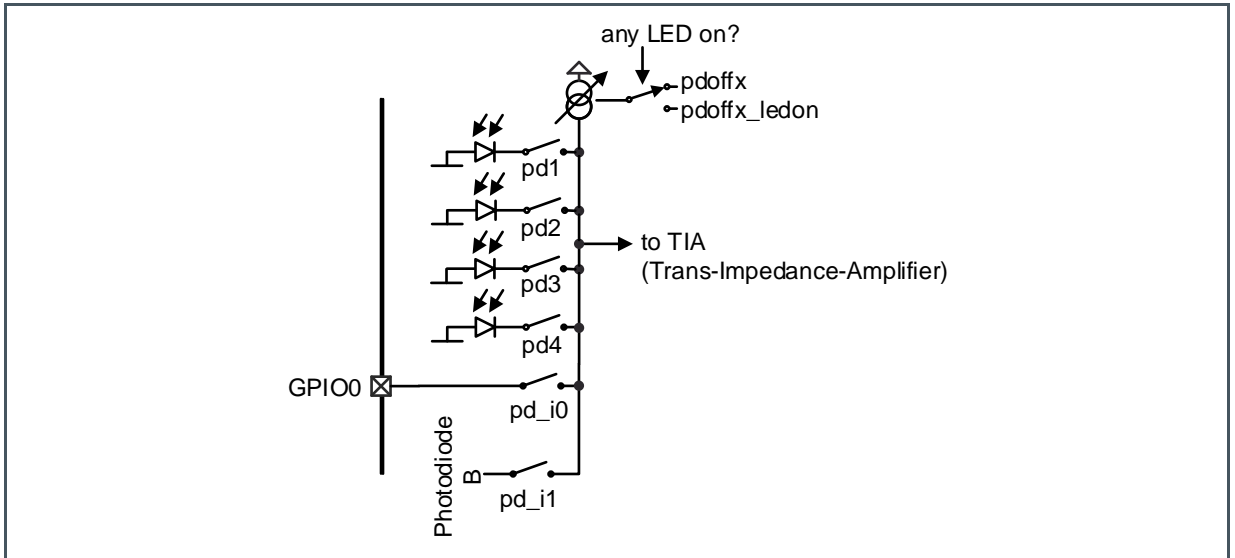 any LED on?
pdoffx
pdoffx_ledon
pd1
pd2
to TIA
(Trans-Impedance-Amplifier)
pd3
pd4
GPIO0
pd_i0
Photodiode
B
pd_i1